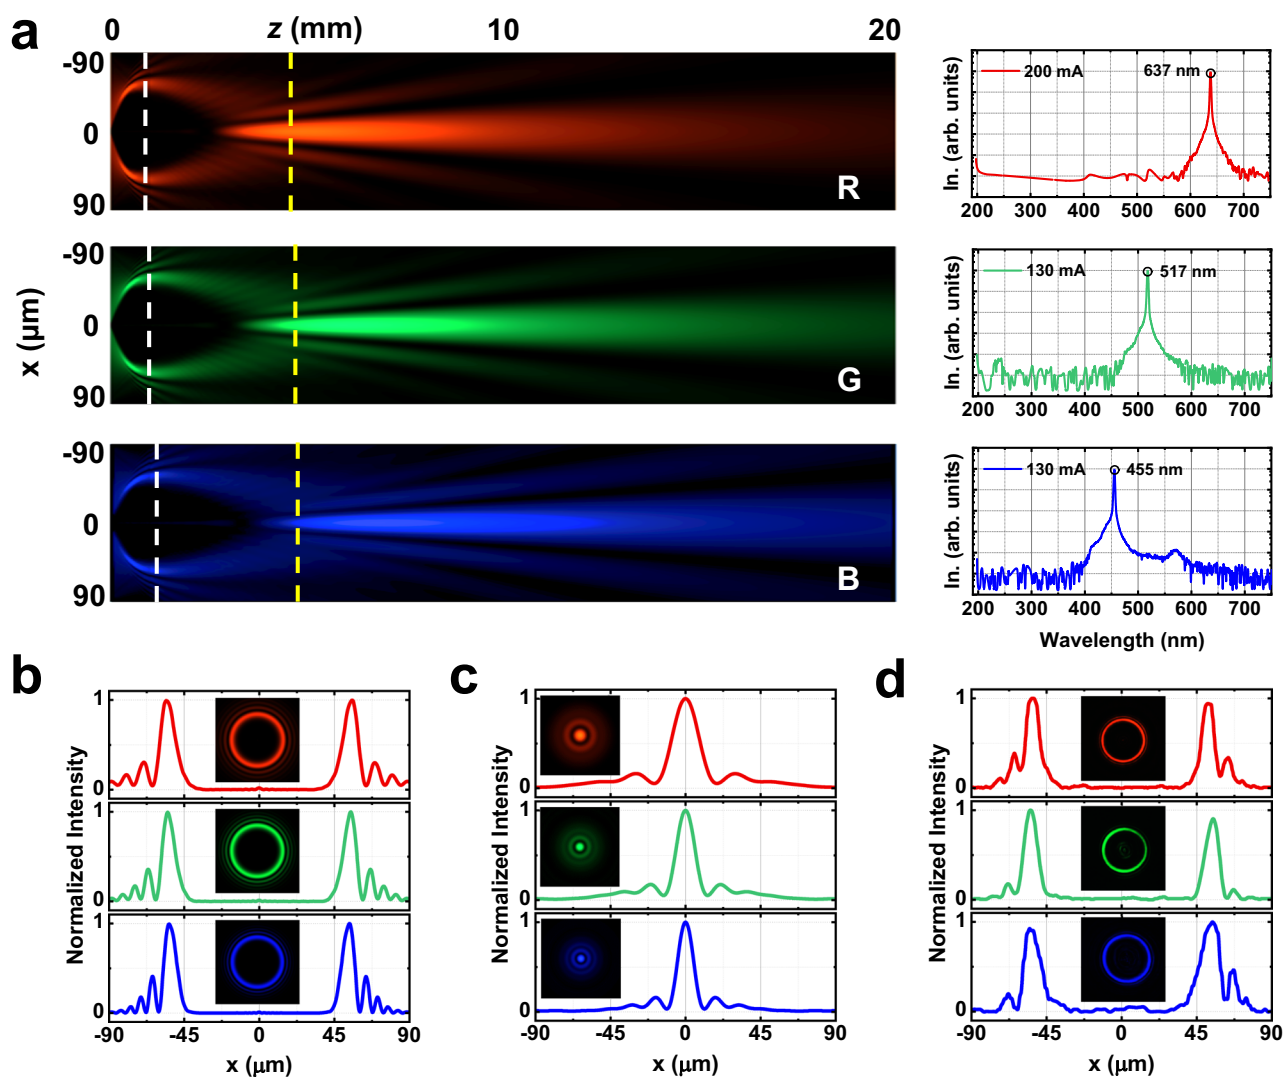 a
0 z (mm) 10 20
-90
0
90
R
In. (arb. units)
200 mA 637 nm
200 300 400 500 600 700
x (μm)
-90
0
90
G
In. (arb. units)
130 mA 517 nm
200 300 400 500 600 700
-90
0
90
B
In. (arb. units)
130 mA 455 nm
200 300 400 500 600 700
Wavelength (nm)
b
Normalized Intensity
1
0
1
0
1
0
-90 -45 0 45 90
x (μm)
c
Normalized Intensity
1
0
1
0
1
0
-90 -45 0 45 90
x (μm)
d
Normalized Intensity
1
0
1
0
1
0
-90 -45 0 45 90
x (μm)